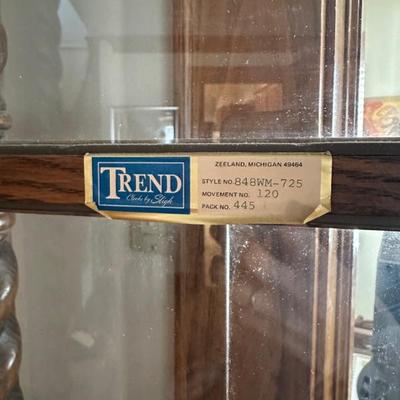 TREND
Clocks by Sligh
ZEELAND, MICHIGAN 49464
STYLE NO. 848WM-725
MOVEMENT NO. 120
PACK NO. 445